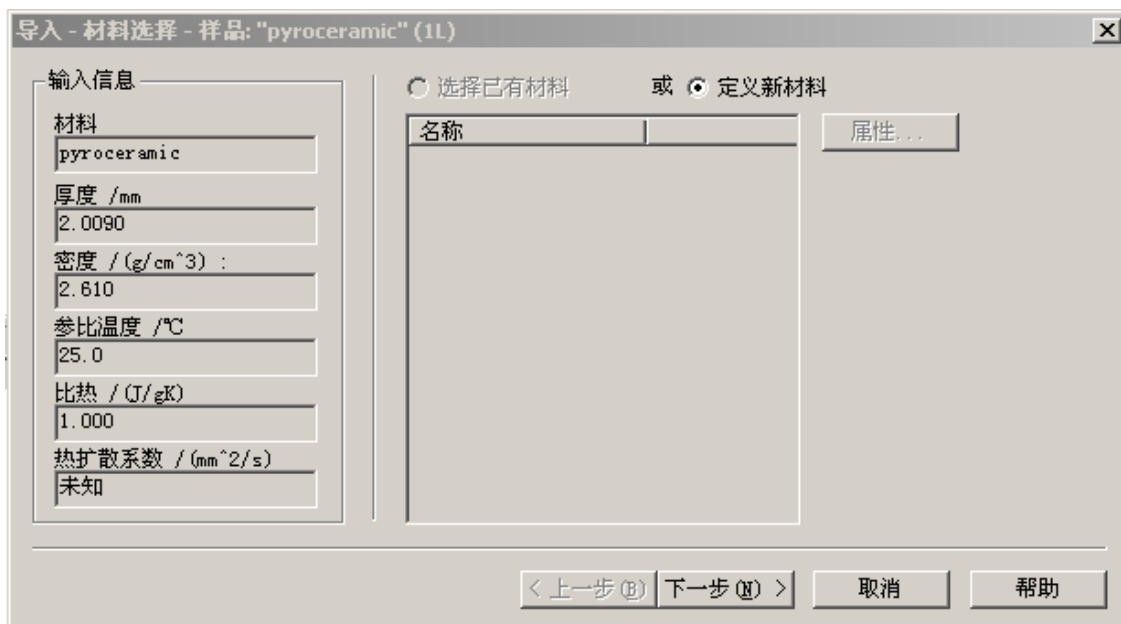 导入 - 材料选择 - 样品: "pyroceramic" (1L)
输入信息
材料
pyroceramic
厚度 /mm
2.0090
密度 /(g/cm^3) :
2.610
参比温度 /℃
25.0
比热 /(J/gK)
1.000
热扩散系数 /(mm^2/s)
未知
选择已有材料 或 定义新材料
名称
属性...
< 上一步(B) 下一步(N) > 取消 帮助